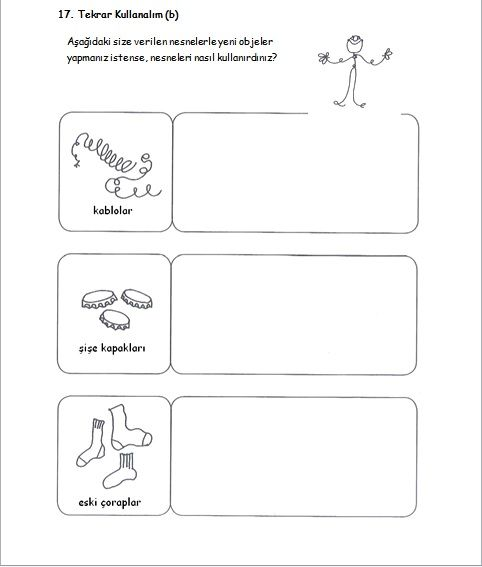 17. Tekrar Kullanalım (b)
Aşağıdaki size verilen nesnelerle yeni objeler
yapmanız istense, nesneleri nasıl kullanırdınız?
kablolar
şişe kapakları
eski çoraplar